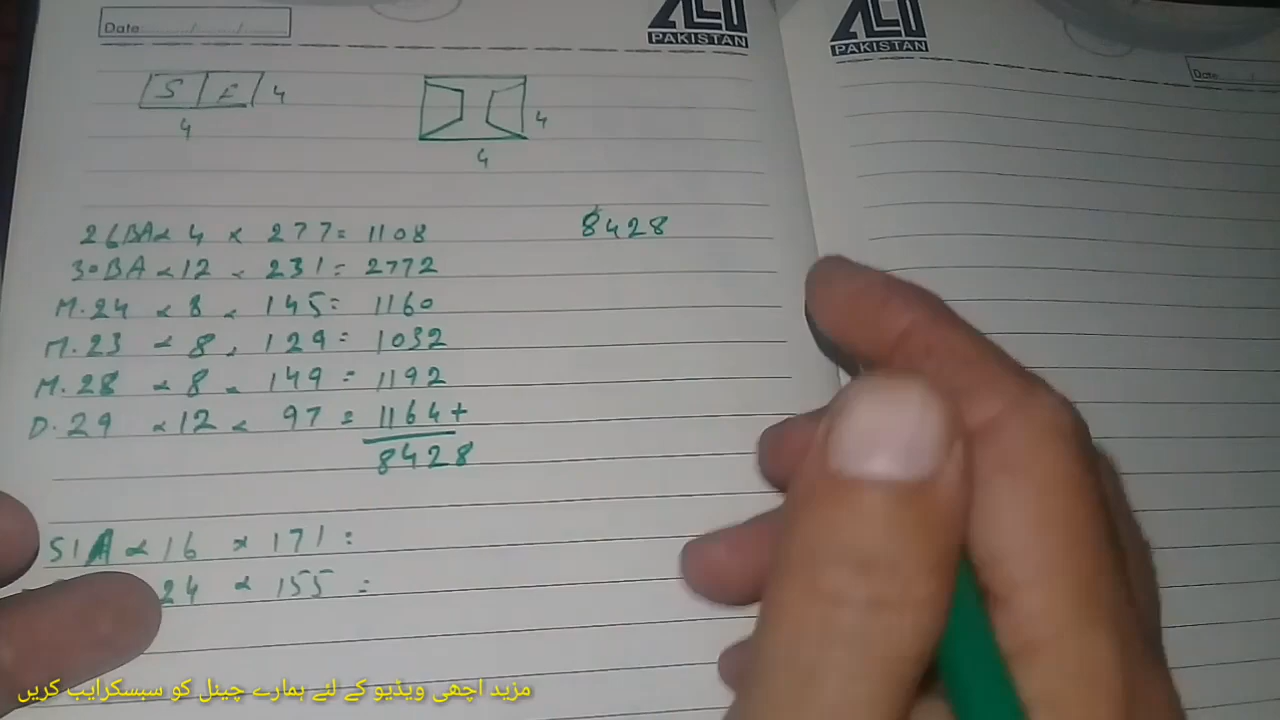 Date / /
PAKISTAN
PAKISTAN
Date /
S F 4
4
4
4
26BA × 4 × 277 = 1108
8428
30BA × 12 × 231 = 2772
M.24 × 8 × 145 = 1160
M.23 × 8 × 129 = 1032
M.28 × 8 × 149 = 1192
D.29 × 12 × 97 = 1164 +
8428
51A × 16 × 171 =
24 × 155 =
مزید اچھی ویڈیو کے لئے ہمارے چینل کو سبسکرایب کریں